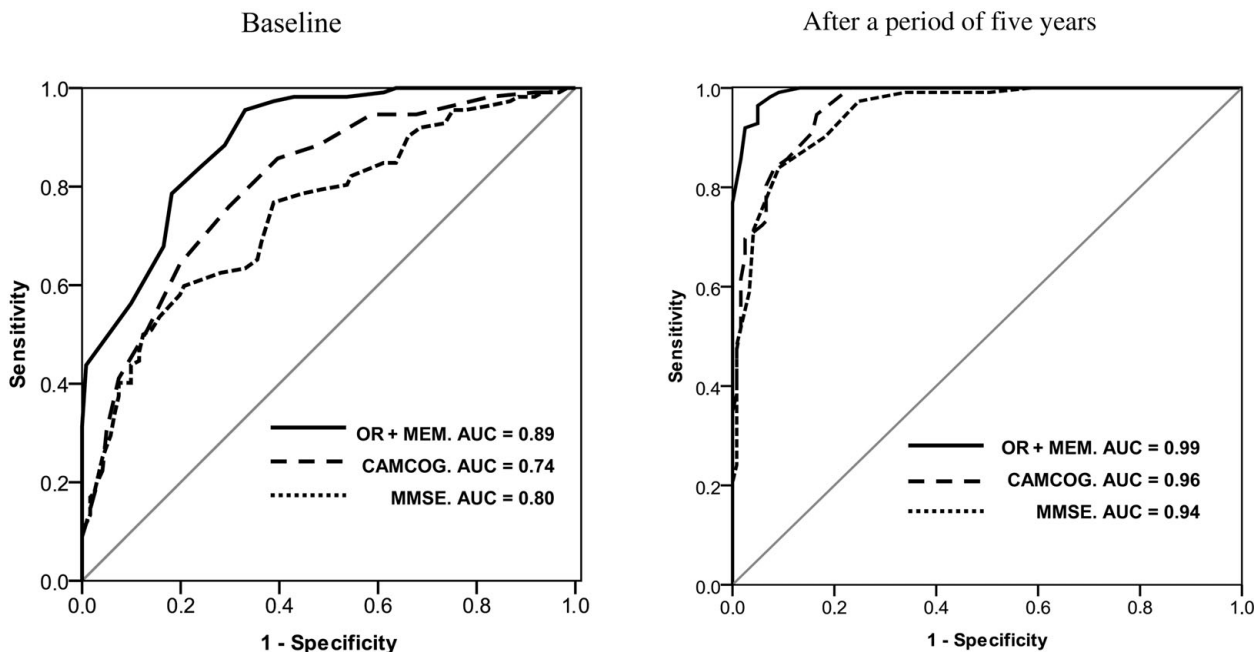 Baseline
1.0
0.8
0.6
0.4
0.2
0.0
Sensitivity
OR + MEM. AUC = 0.89
CAMCOG. AUC = 0.74
MMSE. AUC = 0.80
0.0 0.2 0.4 0.6 0.8 1.0
1 - Specificity
After a period of five years
1.0
0.8
0.6
0.4
0.2
0.0
Sensitivity
OR + MEM. AUC = 0.99
CAMCOG. AUC = 0.96
MMSE. AUC = 0.94
0.0 0.2 0.4 0.6 0.8 1.0
1 - Specificity